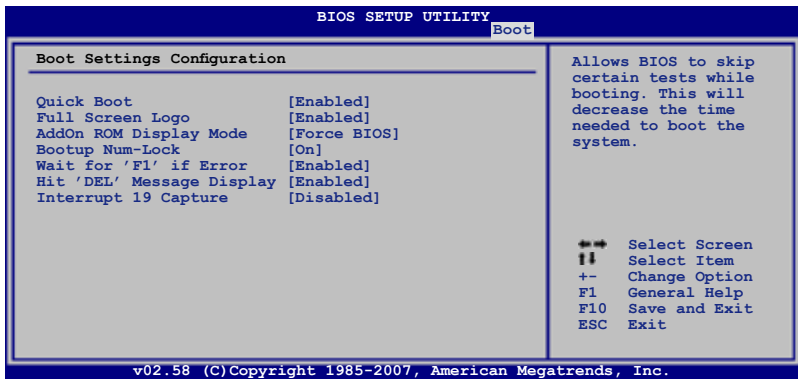 BIOS SETUP UTILITY
Boot
Boot Settings Configuration
Quick Boot [Enabled]
Full Screen Logo [Enabled]
AddOn ROM Display Mode [Force BIOS]
Bootup Num-Lock [On]
Wait for ’F1’ if Error [Enabled]
Hit ’DEL’ Message Display [Enabled]
Interrupt 19 Capture [Disabled]
Allows BIOS to skip
certain tests while
booting. This will
decrease the time
needed to boot the
system.
←→ Select Screen
↑↓ Select Item
+- Change Option
F1 General Help
F10 Save and Exit
ESC Exit
v02.58 (C)Copyright 1985-2007, American Megatrends, Inc.